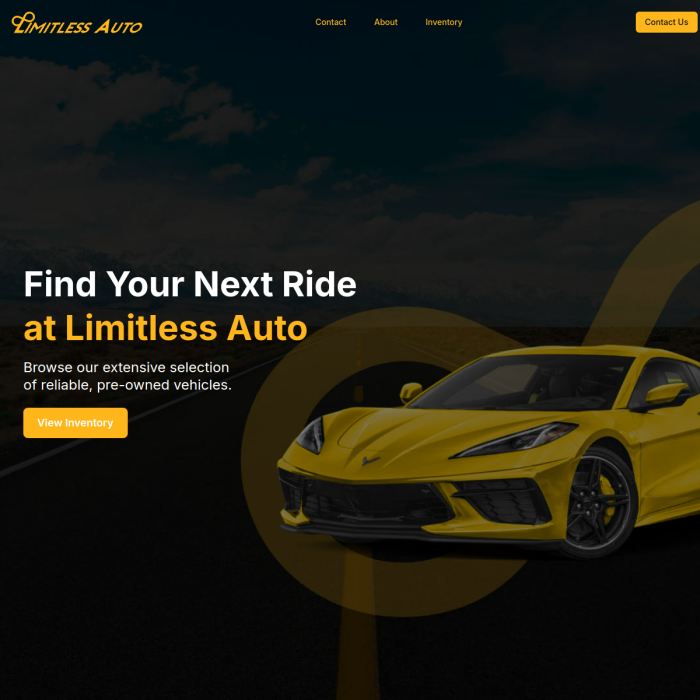 Limitless Auto
Contact
About
Inventory
Contact Us
Find Your Next Ride
at Limitless Auto
Browse our extensive selection
of reliable, pre-owned vehicles.
View Inventory